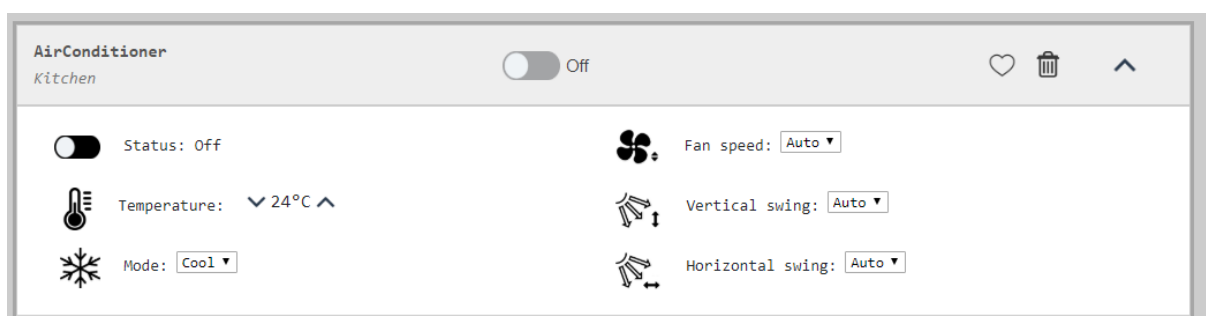 AirConditioner
Kitchen
Off
Status: Off
Temperature: 24°C
Mode: Cool
Fan speed: Auto
Vertical swing: Auto
Horizontal swing: Auto